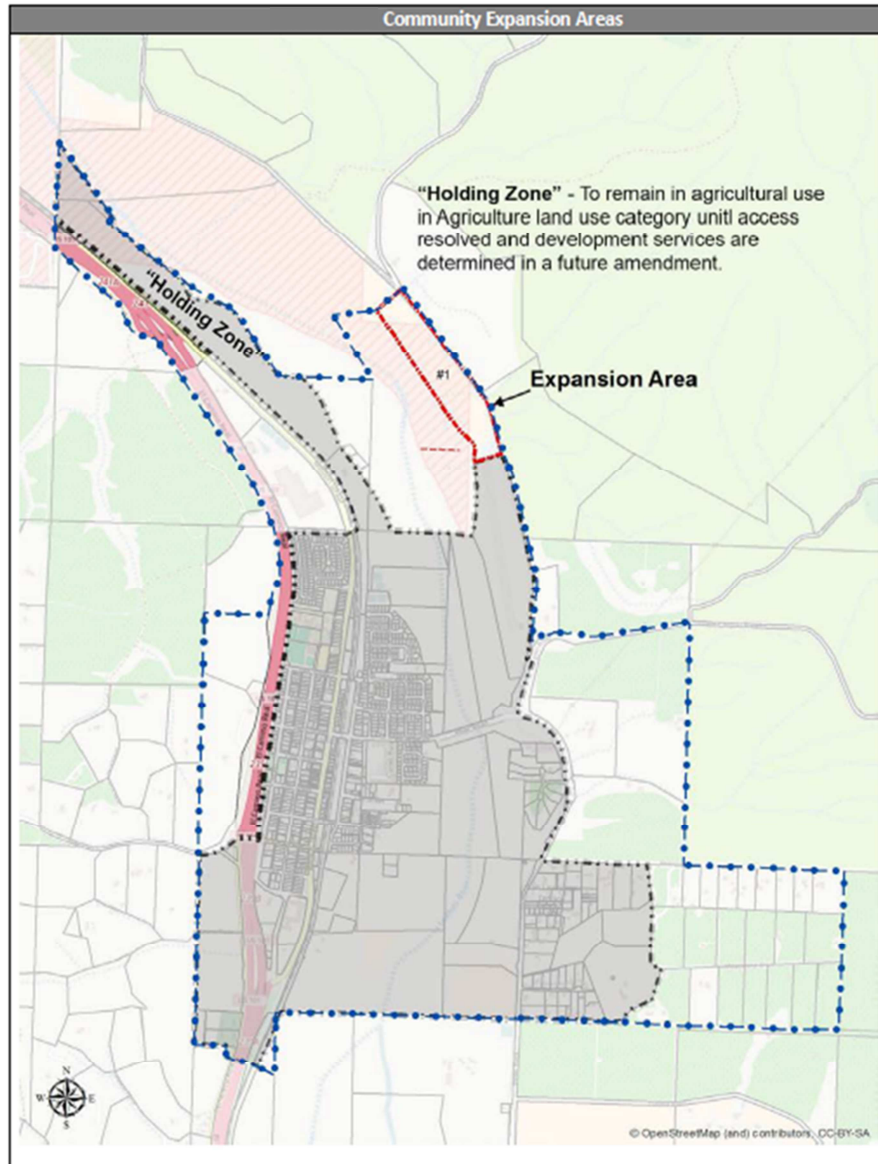 Community Expansion Areas
“Holding Zone” - To remain in agricultural use
in Agriculture land use category unitl access
resolved and development services are
determined in a future amendment.
“Holding Zone”
#1
Expansion Area
N
W
E
S
© OpenStreetMap (and) contributors, CC-BY-SA